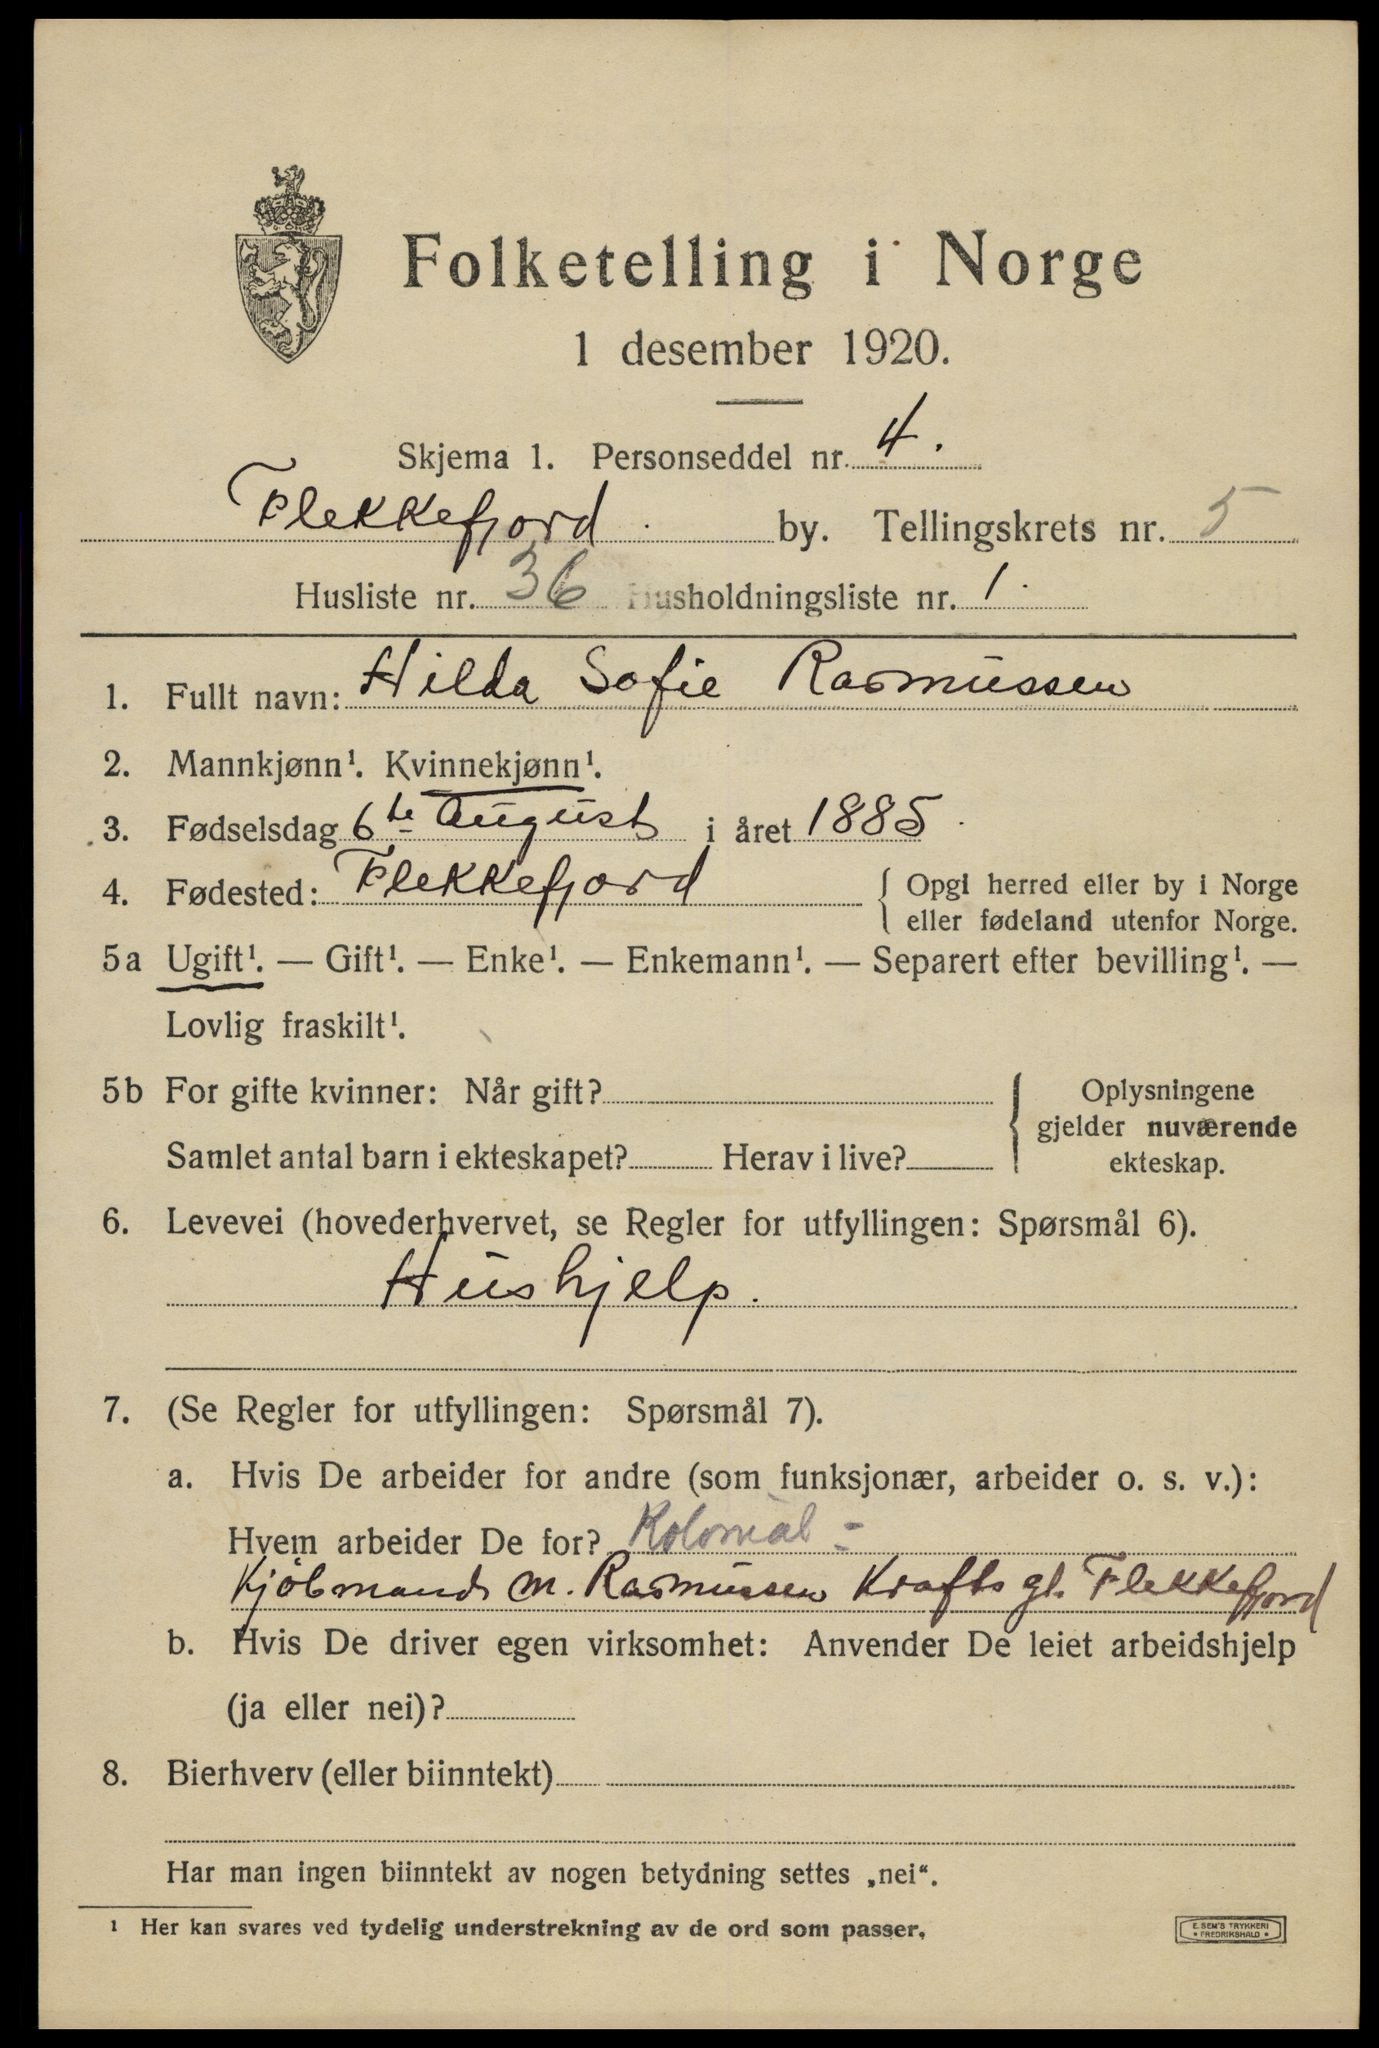 Folketelling i Norge
1 desember 1920.
Skjema 1. Personseddel nr. 4.
Flekkefjord by. Tellingskrets nr. 5
Husliste nr. 36 Husholdningsliste nr. 1.
1. Fullt navn: Hilda Sofie Rasmussen
2. Mannkjønn¹. Kvinnekjønn¹.
3. Fødselsdag 6te August i året 1885.
4. Fødested: Flekkefjord { Opgi herred eller by i Norge
eller fødeland utenfor Norge.
5a Ugift¹. — Gift¹. — Enke¹. — Enkemann¹. — Separert efter bevilling¹. —
Lovlig fraskilt¹.
5b For gifte kvinner: Når gift? { Oplysningene
gjelder nuværende
Samlet antal barn i ekteskapet? Herav i live? ekteskap.
6. Levevei (hovederhvervet, se Regler for utfyllingen: Spørsmål 6).
Hushjelp.
7. (Se Regler for utfyllingen: Spørsmål 7).
a. Hvis De arbeider for andre (som funksjonær, arbeider o. s. v.):
Hvem arbeider De for? Kolonial-
Kjöbmand M. Rasmussen Krafts gt. Flekkefjord
b. Hvis De driver egen virksomhet: Anvender De leiet arbeidshjelp
(ja eller nei)?
8. Bierhverv (eller biinntekt)
Har man ingen biinntekt av nogen betydning settes „nei“.
¹ Her kan svares ved tydelig understrekning av de ord som passer.
E. SEM'S TRYKKERI
* FREDRIKSHALD *